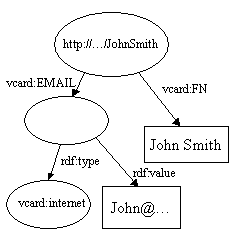 http://.../JohnSmith
vcard:EMAIL
vcard:FN
John Smith
rdf:type
rdf:value
vcard:internet
John@...